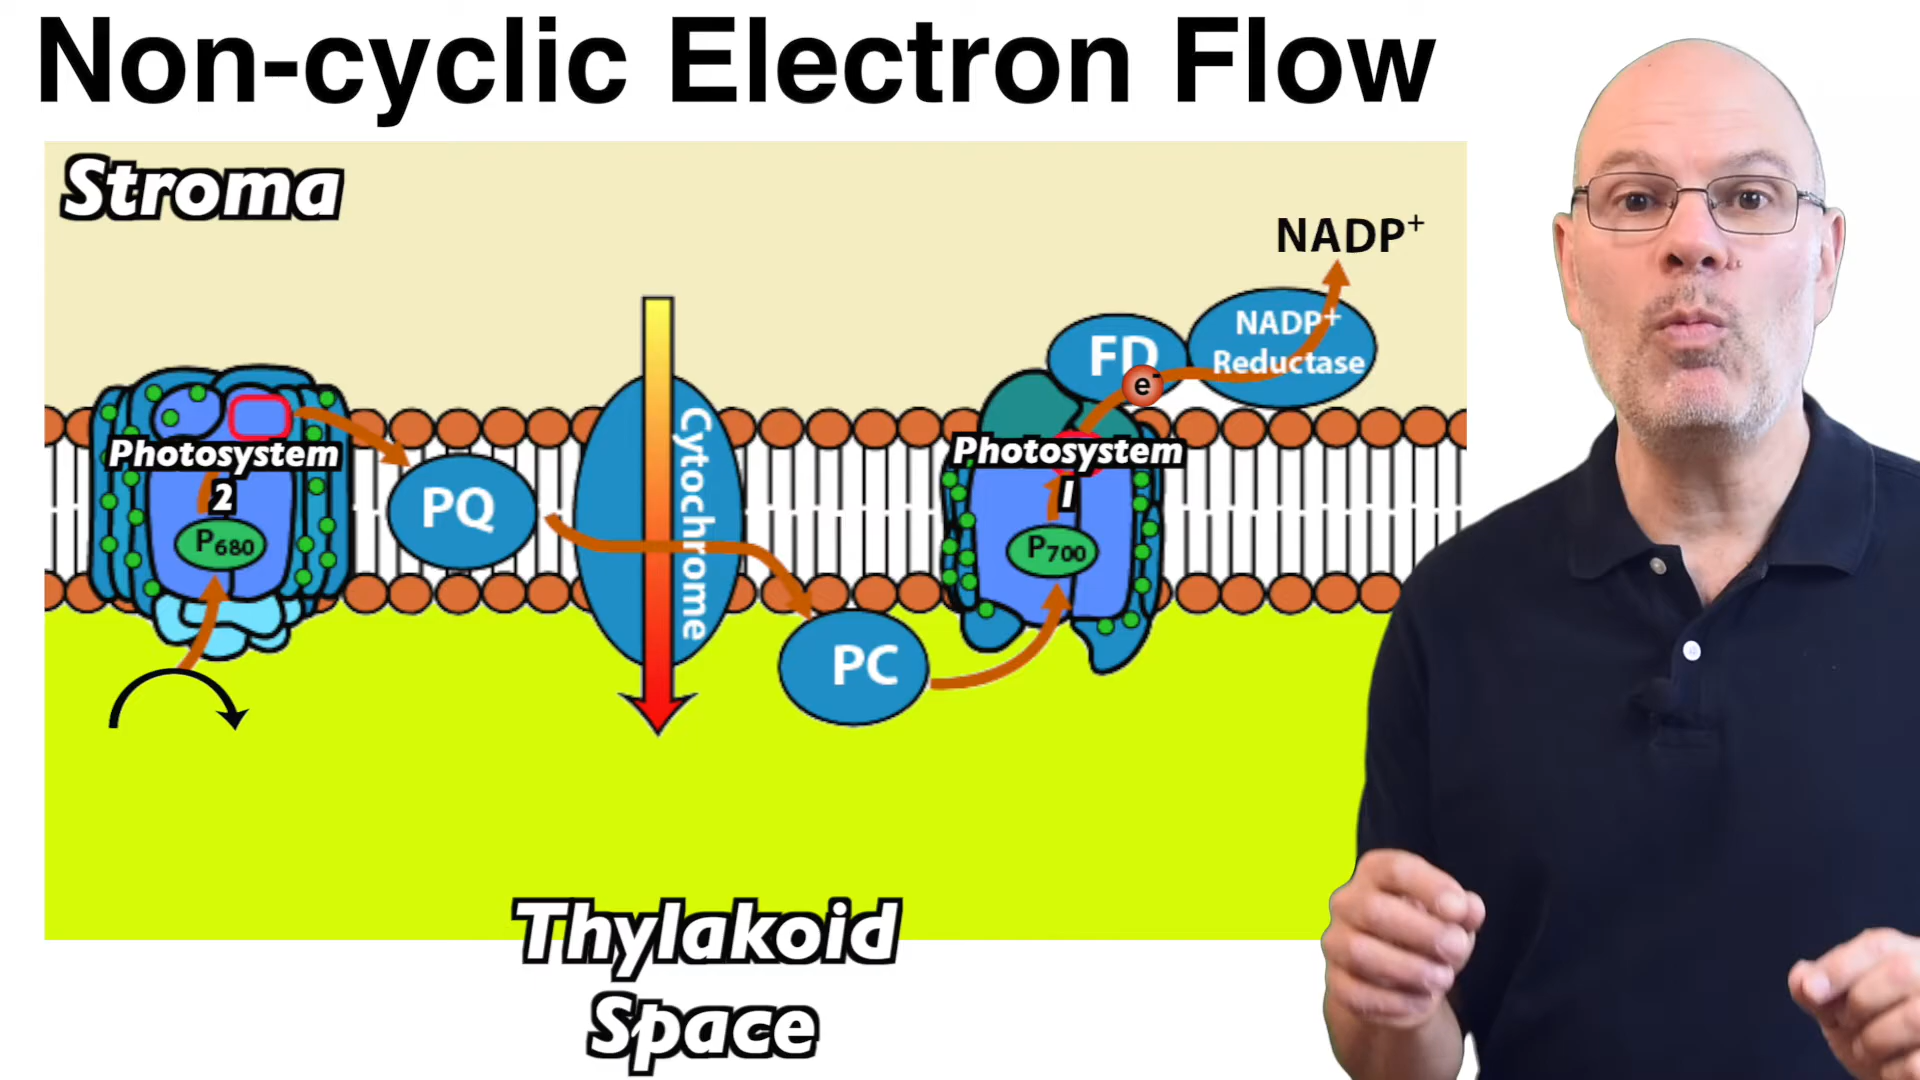 Non-cyclic Electron Flow
Stroma
NADP⁺
NADP⁺
Reductase
FD
e⁻
Photosystem
2
P₆₈₀
PQ
Cytochrome
PC
Photosystem
1
P₇₀₀
Thylakoid
Space